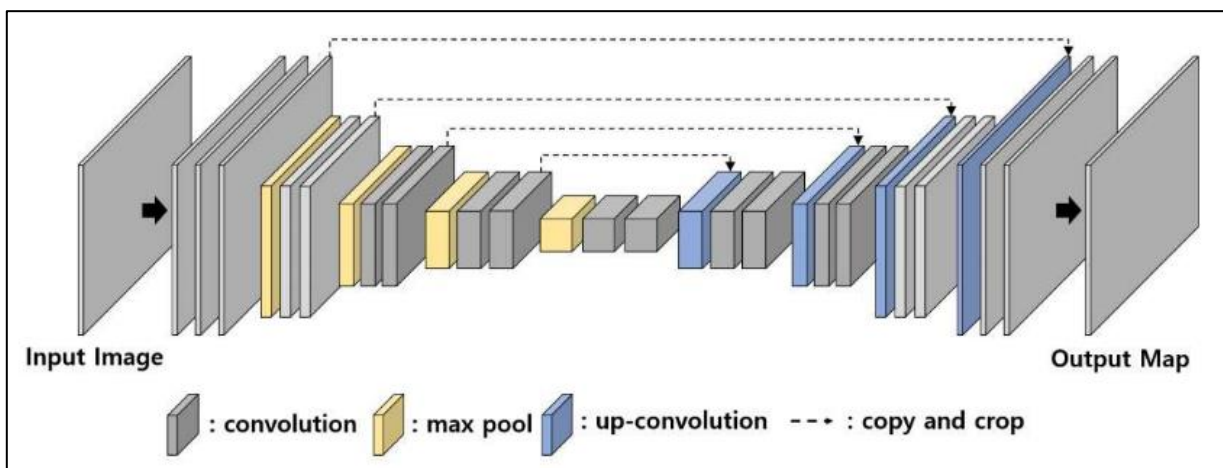 Input Image
Output Map
: convolution : max pool : up-convolution : copy and crop